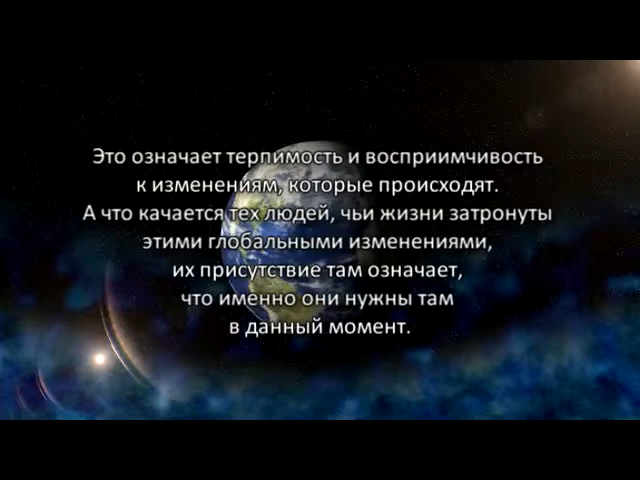 Это означает терпимость и восприимчивость
к изменениям, которые происходят.
А что качается тех людей, чьи жизни затронуты
этими глобальными изменениями,
их присутствие там означает,
что именно они нужны там
в данный момент.